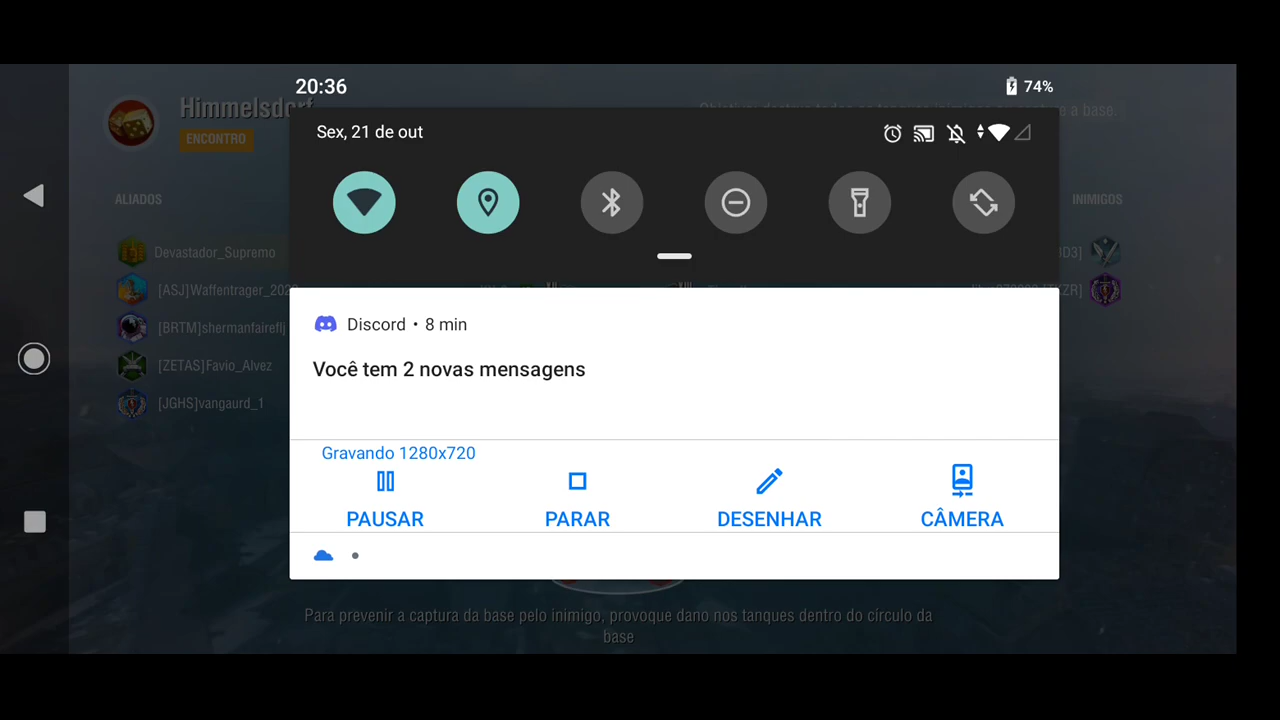 20:36
74%
Himmelsdorf
ENCONTRO
Sex, 21 de out
ALIADOS
INIMIGOS
Devastador_Supremo
[ASJ]Waffentrager_202
[BRTM]shermanfaireflj
[ZETAS]Favio_Alvez
[JGHS]vangaurd_1
Discord • 8 min
Você tem 2 novas mensagens
Gravando 1280x720
PAUSAR
PARAR
DESENHAR
CÂMERA
Para prevenir a captura da base pelo inimigo, provoque dano nos tanques dentro do círculo da
base